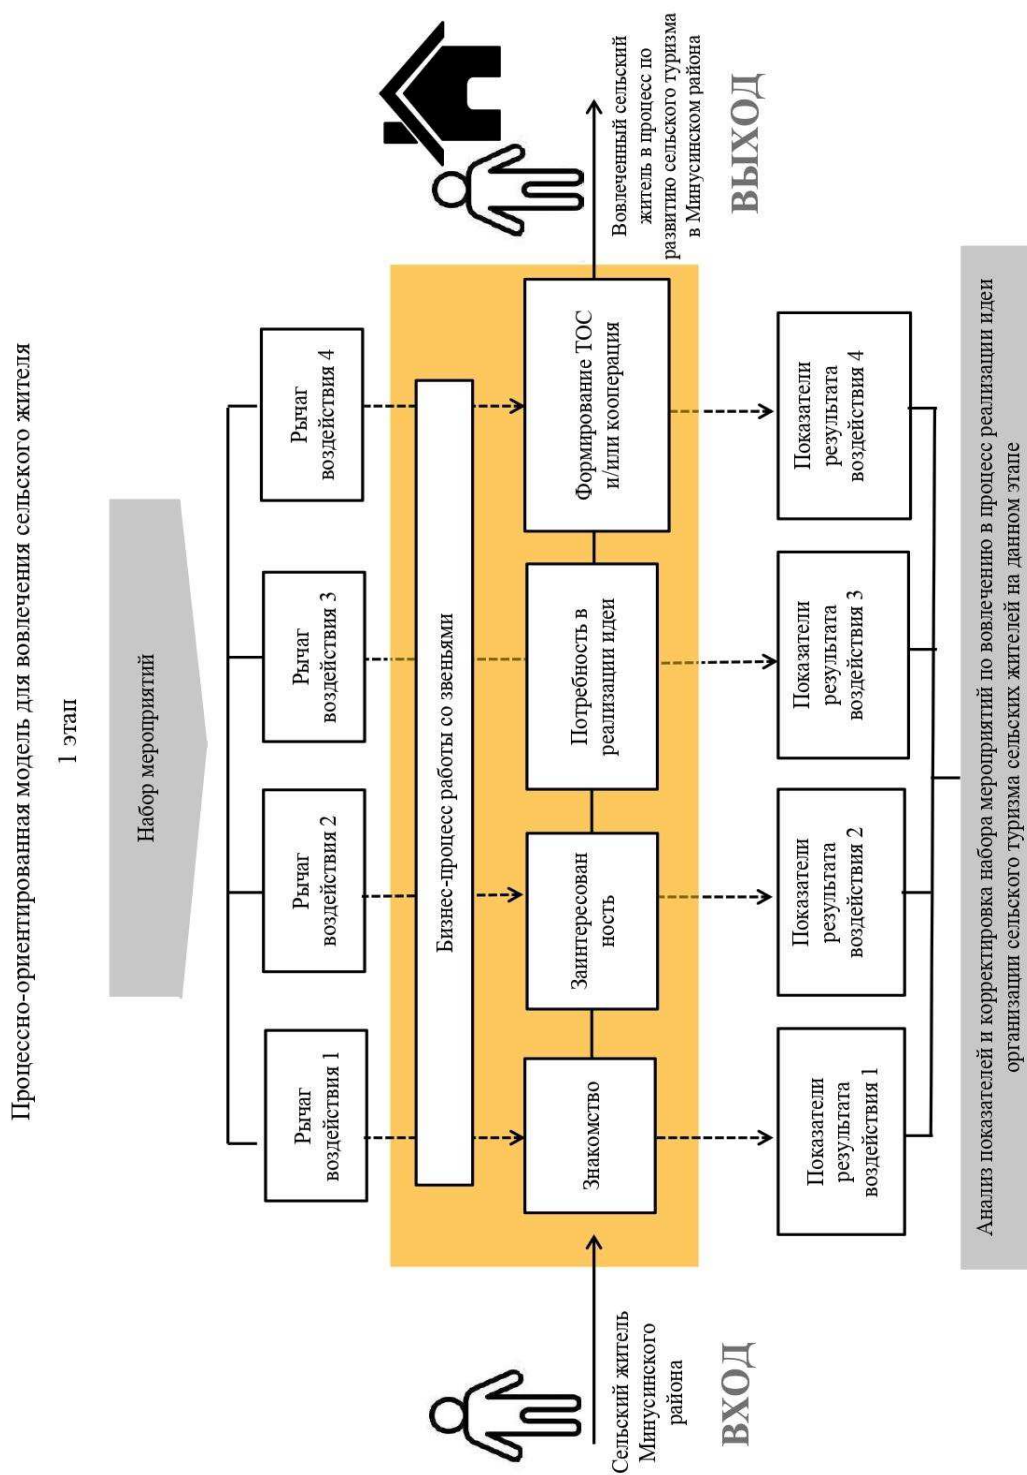 Процессно-ориентированная модель для вовлечения сельского жителя
1 этап
Набор мероприятий
Рычаг
воздействия 1
Рычаг
воздействия 2
Рычаг
воздействия 3
Рычаг
воздействия 4
Бизнес-процесс работы со звеньями
Сельский житель
Минусинского
района
ВХОД
Знакомство
Заинтересован
ность
Потребность в
реализации идеи
Формирование ТОС
и/или кооперация
Вовлеченный сельский
житель в процесс по
развитию сельского туризма
в Минусинском района
ВЫХОД
Показатели
результата
воздействия 1
Показатели
результата
воздействия 2
Показатели
результата
воздействия 3
Показатели
результата
воздействия 4
Анализ показателей и корректировка набора мероприятий по вовлечению в процесс реализации идеи
организации сельского туризма сельских жителей на данном этапе